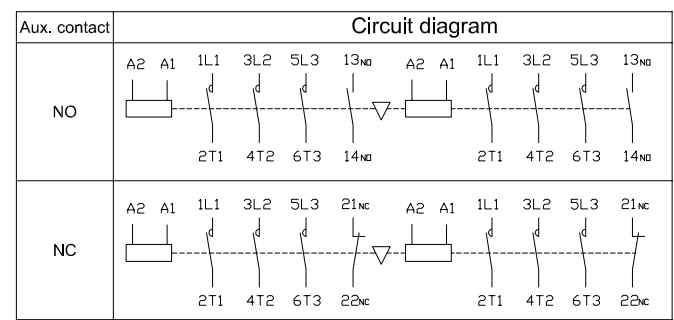 Aux. contact Circuit diagram
A2 A1 1L1 3L2 5L3 13NO A2 A1 1L1 3L2 5L3 13NO
NO
2T1 4T2 6T3 14NO 2T1 4T2 6T3 14NO
A2 A1 1L1 3L2 5L3 21NC A2 A1 1L1 3L2 5L3 21NC
NC
2T1 4T2 6T3 22NC 2T1 4T2 6T3 22NC